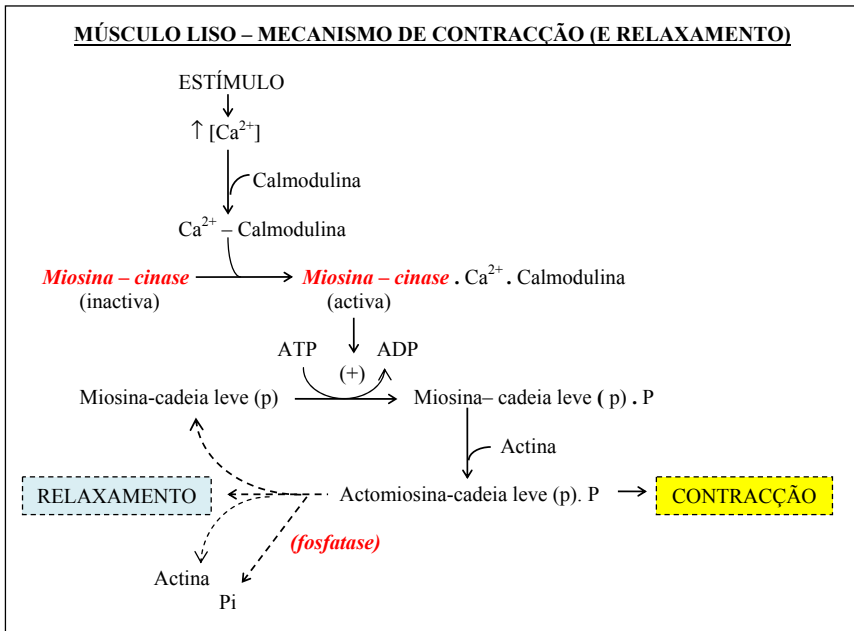 MÚSCULO LISO – MECANISMO DE CONTRACÇÃO (E RELAXAMENTO)
ESTÍMULO
↑ [Ca²⁺]
Calmodulina
Ca²⁺ – Calmodulina
Miosina – cinase Miosina – cinase . Ca²⁺ . Calmodulina
(inactiva) (activa)
ATP ADP
(+)
Miosina-cadeia leve (p) Miosina– cadeia leve ( p) . P
Actina
RELAXAMENTO Actomiosina-cadeia leve (p). P CONTRACÇÃO
(fosfatase)
Actina
Pi